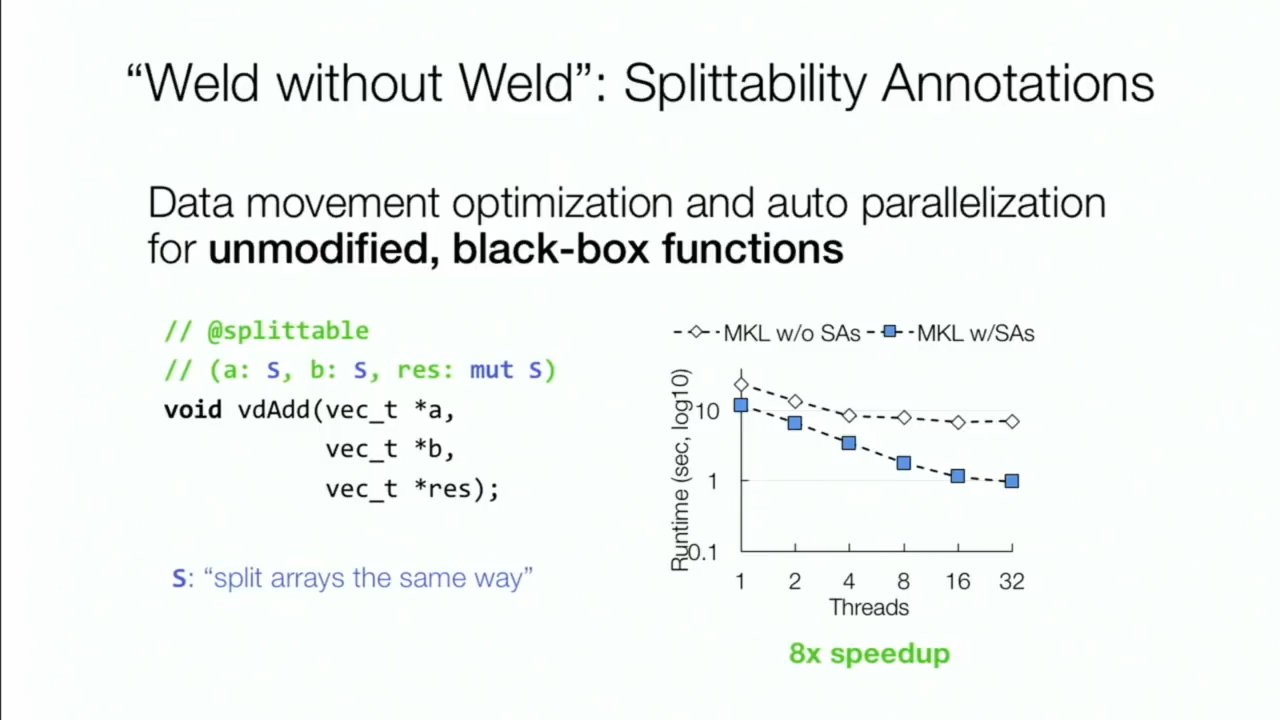 “Weld without Weld”: Splittability Annotations
Data movement optimization and auto parallelization
for unmodified, black-box functions
// @splittable
// (a: S, b: S, res: mut S)
void vdAdd(vec_t *a,
vec_t *b,
vec_t *res);
S: “split arrays the same way”
MKL w/o SAs
MKL w/SAs
Runtime (sec, log10)
10
1
0.1
1 2 4 8 16 32
Threads
8x speedup